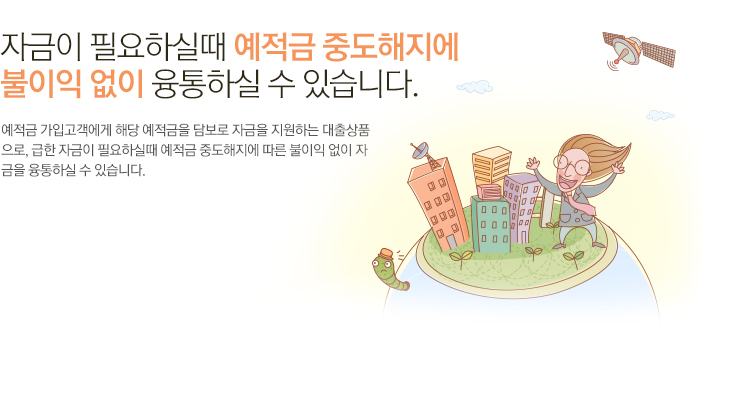 자금이 필요하실때 예적금 중도해지에
불이익 없이 융통하실 수 있습니다.
예적금 가입고객에게 해당 예적금을 담보로 자금을 지원하는 대출상품
으로, 급한 자금이 필요하실때 예적금 중도해지에 따른 불이익 없이 자
금을 융통하실 수 있습니다.